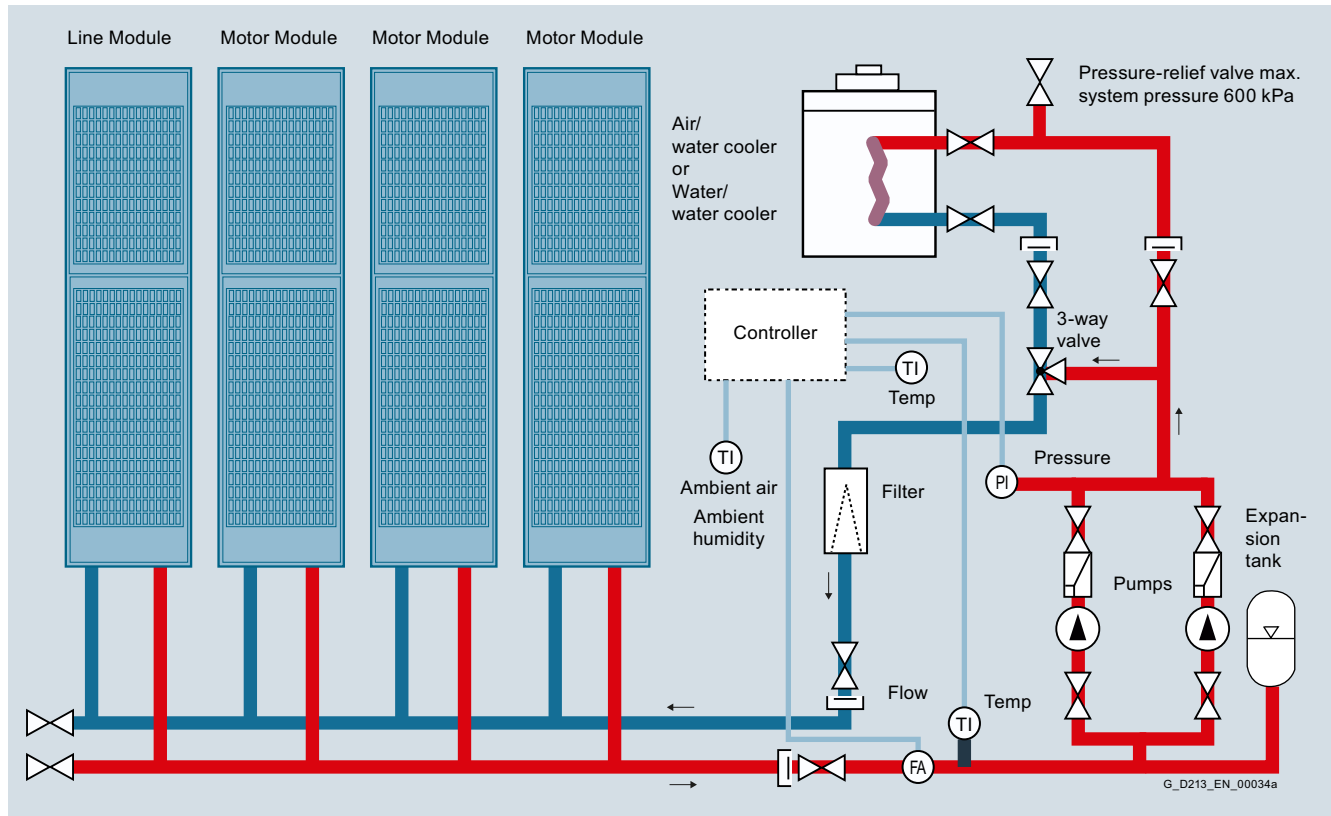 Line Module
Motor Module
Motor Module
Motor Module
Pressure-relief valve max.
system pressure 600 kPa
Air/
water cooler
or
Water/
water cooler
Controller
3-way
valve
TI
Temp
TI
Ambient air
Ambient
humidity
Filter
Pressure
PI
Expan-
sion
tank
Pumps
Flow
Temp
TI
FA
G_D213_EN_00034a